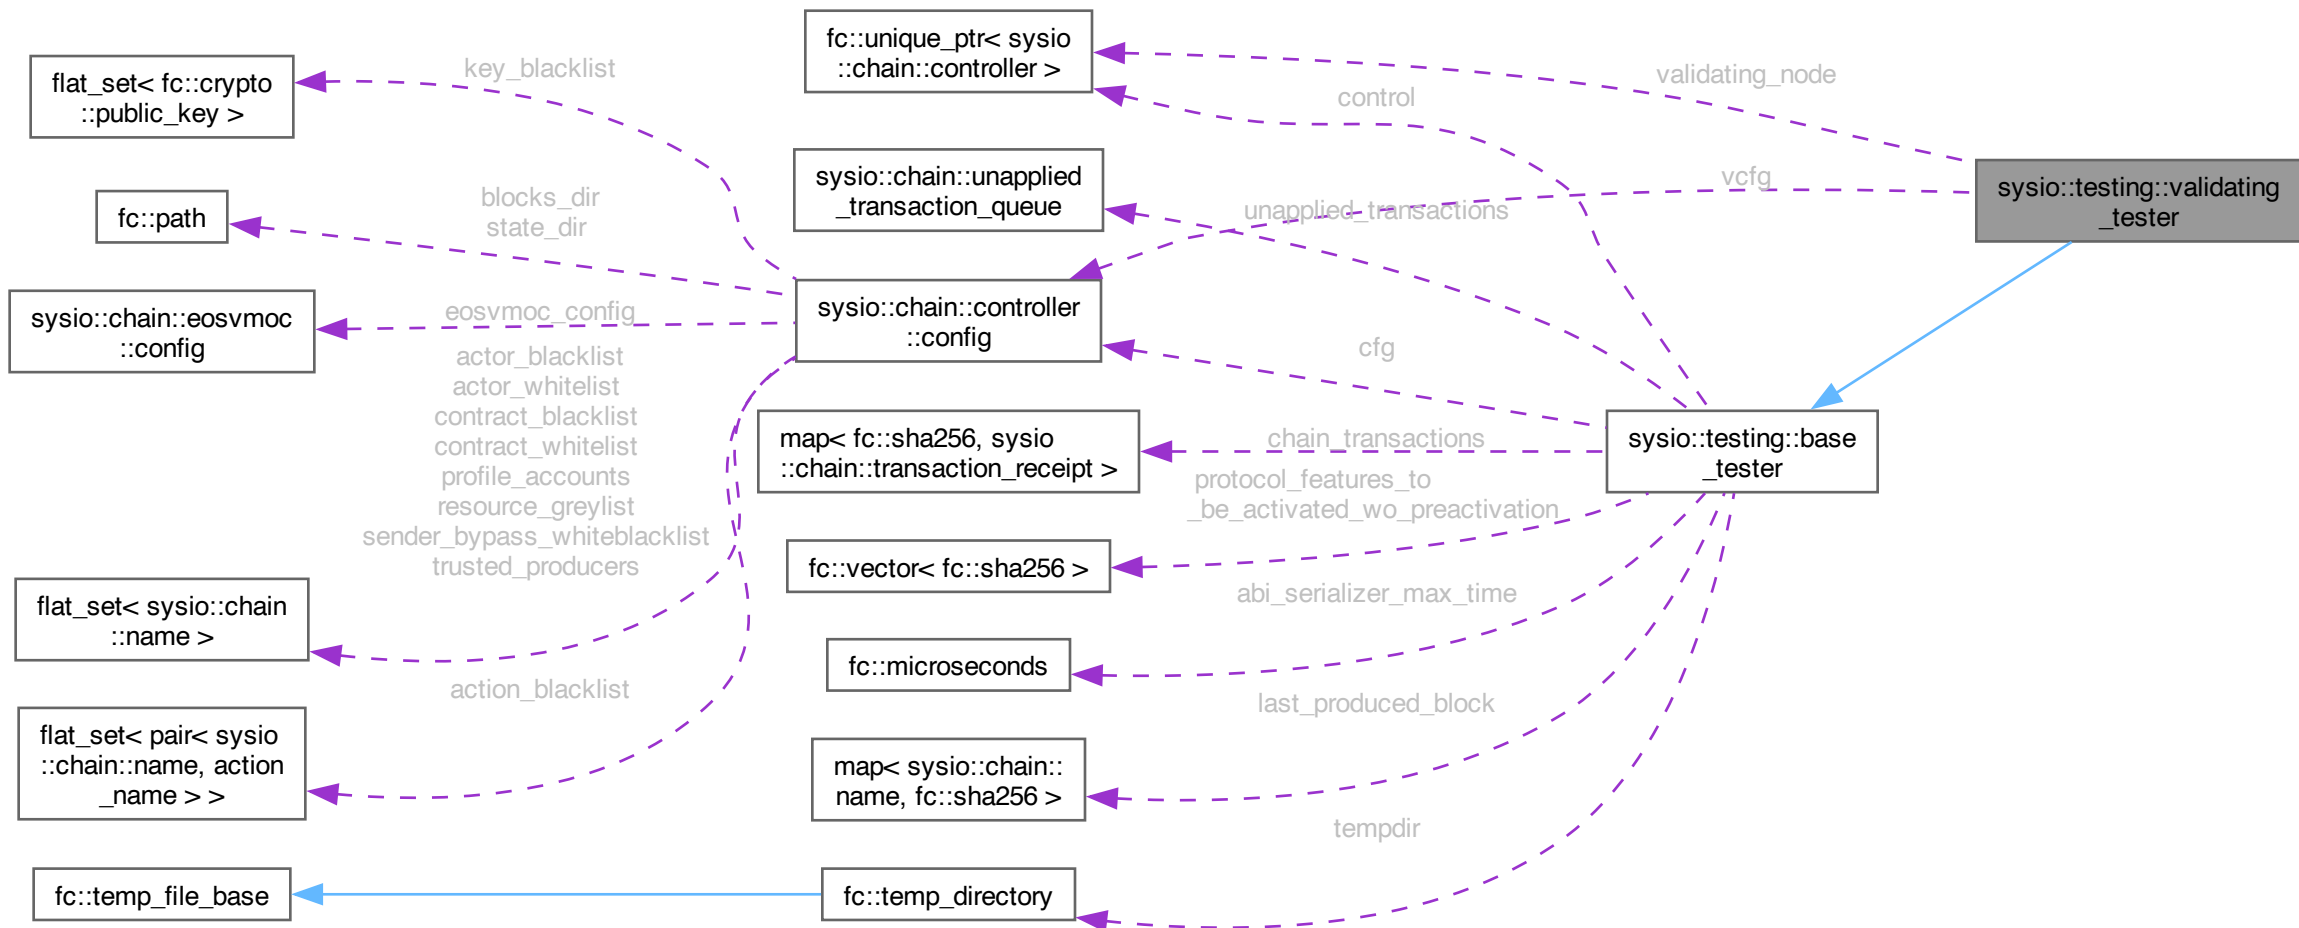 flat_set< fc::crypto
::public_key >
fc::path
sysio::chain::eosvmoc
::config
flat_set< sysio::chain
::name >
flat_set< pair< sysio
::chain::name, action
_name > >
fc::temp_file_base
key_blacklist
blocks_dir
state_dir
eosvmoc_config
actor_blacklist
actor_whitelist
contract_blacklist
contract_whitelist
profile_accounts
resource_greylist
sender_bypass_whiteblacklist
trusted_producers
action_blacklist
fc::unique_ptr< sysio
::chain::controller >
sysio::chain::unapplied
_transaction_queue
sysio::chain::controller
::config
map< fc::sha256, sysio
::chain::transaction_receipt >
fc::vector< fc::sha256 >
fc::microseconds
map< sysio::chain::
name, fc::sha256 >
fc::temp_directory
validating_node
control
vcfg
unapplied_transactions
cfg
chain_transactions
protocol_features_to
_be_activated_wo_preactivation
abi_serializer_max_time
last_produced_block
tempdir
sysio::testing::validating
_tester
sysio::testing::base
_tester